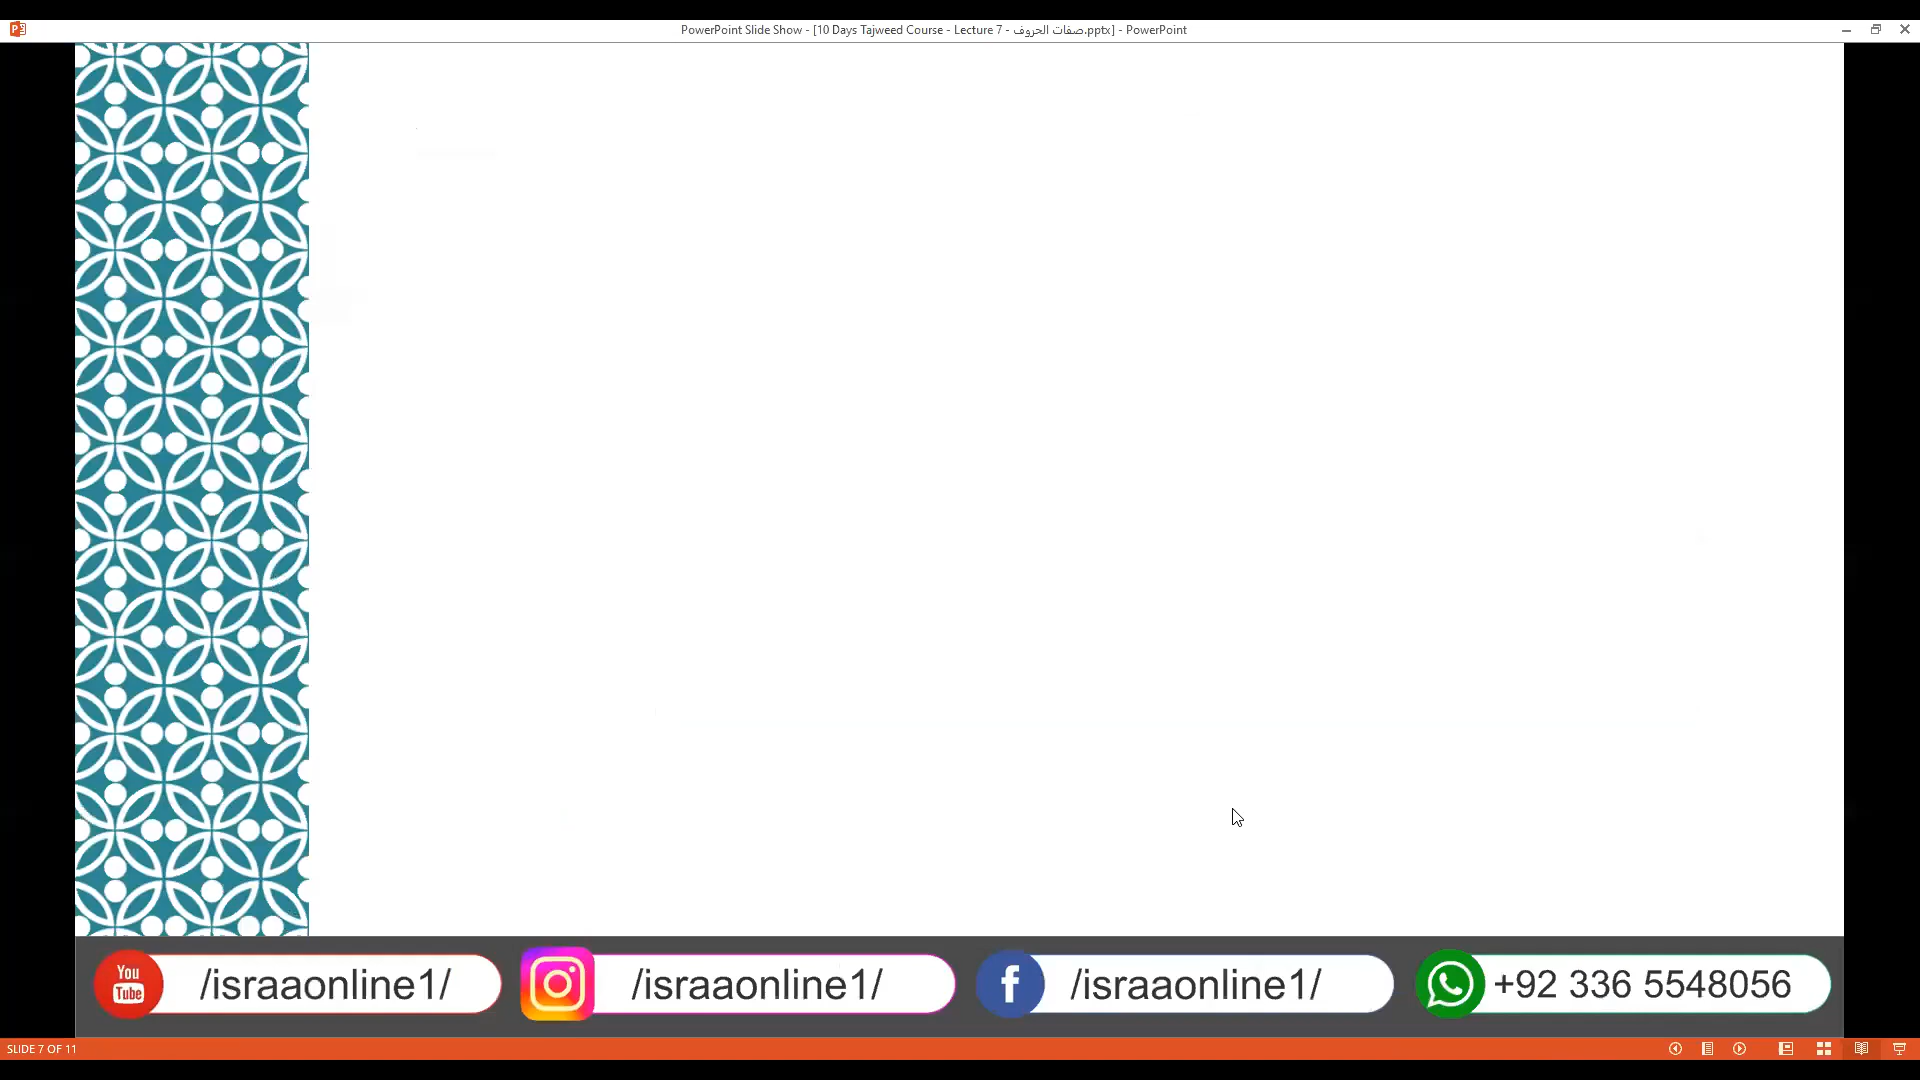 PowerPoint Slide Show - [10 Days Tajweed Course - Lecture 7 - صفات الحروف.pptx] - PowerPoint
You Tube /israaonline1/ /israaonline1/ f /israaonline1/ +92 336 5548056
SLIDE 7 OF 11